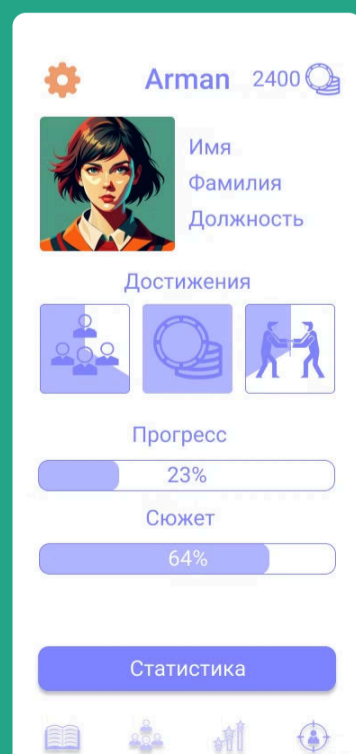 Arman 2400
Имя
Фамилия
Должность
Достижения
Прогресс
23%
Сюжет
64%
Статистика